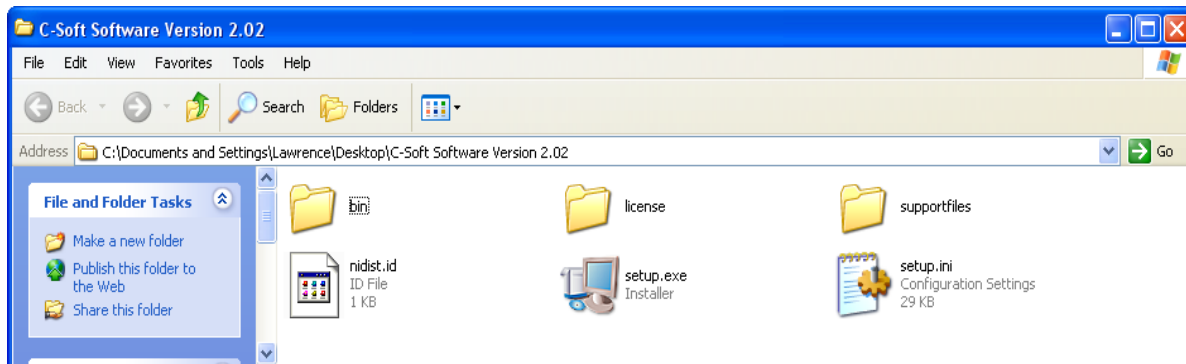 C-Soft Software Version 2.02
File Edit View Favorites Tools Help
Back Search Folders
Address C:\Documents and Settings\Lawrence\Desktop\C-Soft Software Version 2.02 Go
File and Folder Tasks
Make a new folder
Publish this folder to
the Web
Share this folder
bin license supportfiles
nidist.id
ID File
1 KB
setup.exe
Installer
setup.ini
Configuration Settings
29 KB